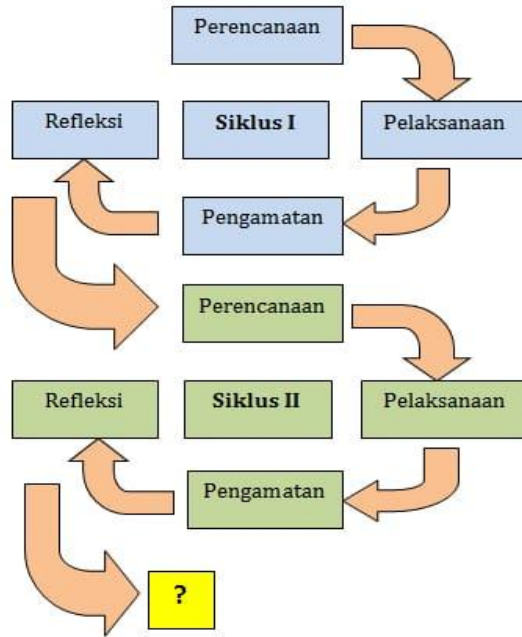 Perencanaan
Refleksi
Siklus I
Pelaksanaan
Pengamatan
Perencanaan
Refleksi
Siklus II
Pelaksanaan
Pengamatan
?